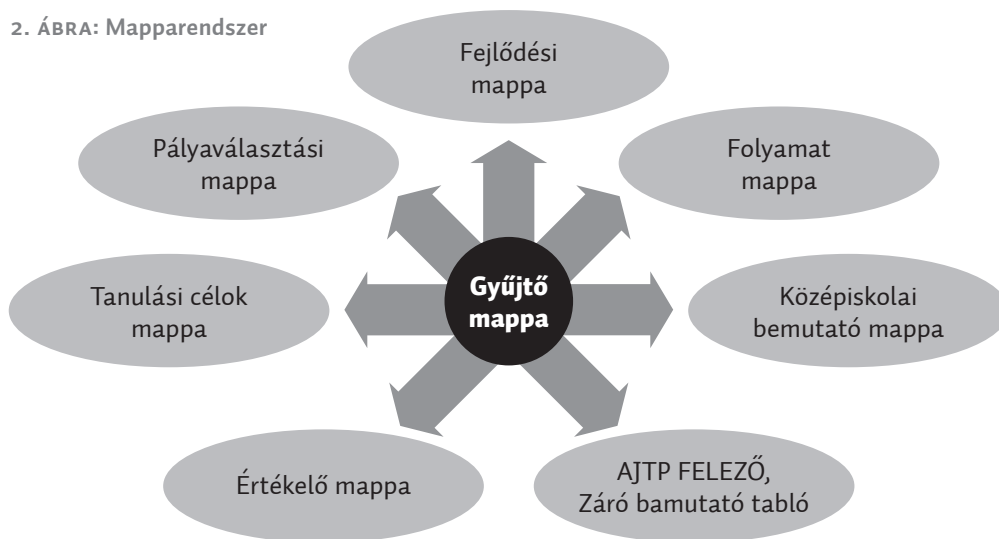 2. ÁBRA: Mapparendszer
Fejlődési
mappa
Pályaválasztási
mappa
Folyamat
mappa
Gyűjtő
mappa
Tanulási célok
mappa
Középiskolai
bemutató mappa
Értékelő mappa
AJTP FELEZŐ,
Záró bamutató tabló